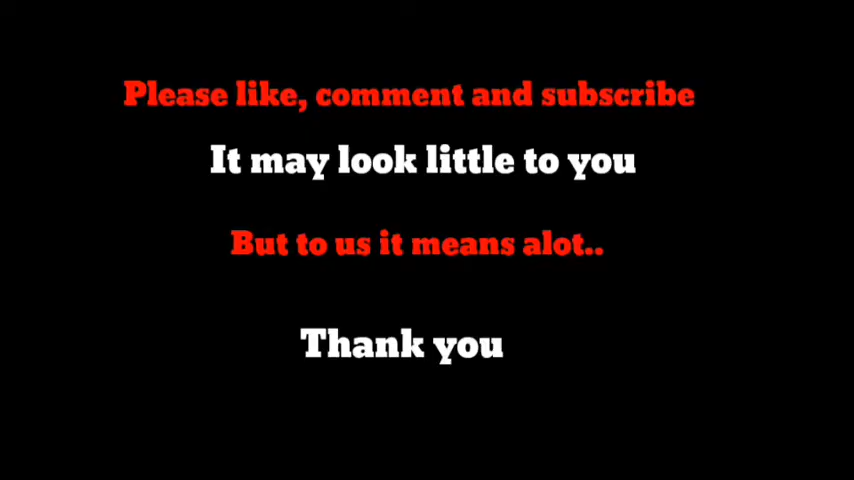 Please like, comment and subscribe
It may look little to you
But to us it means alot..
Thank you